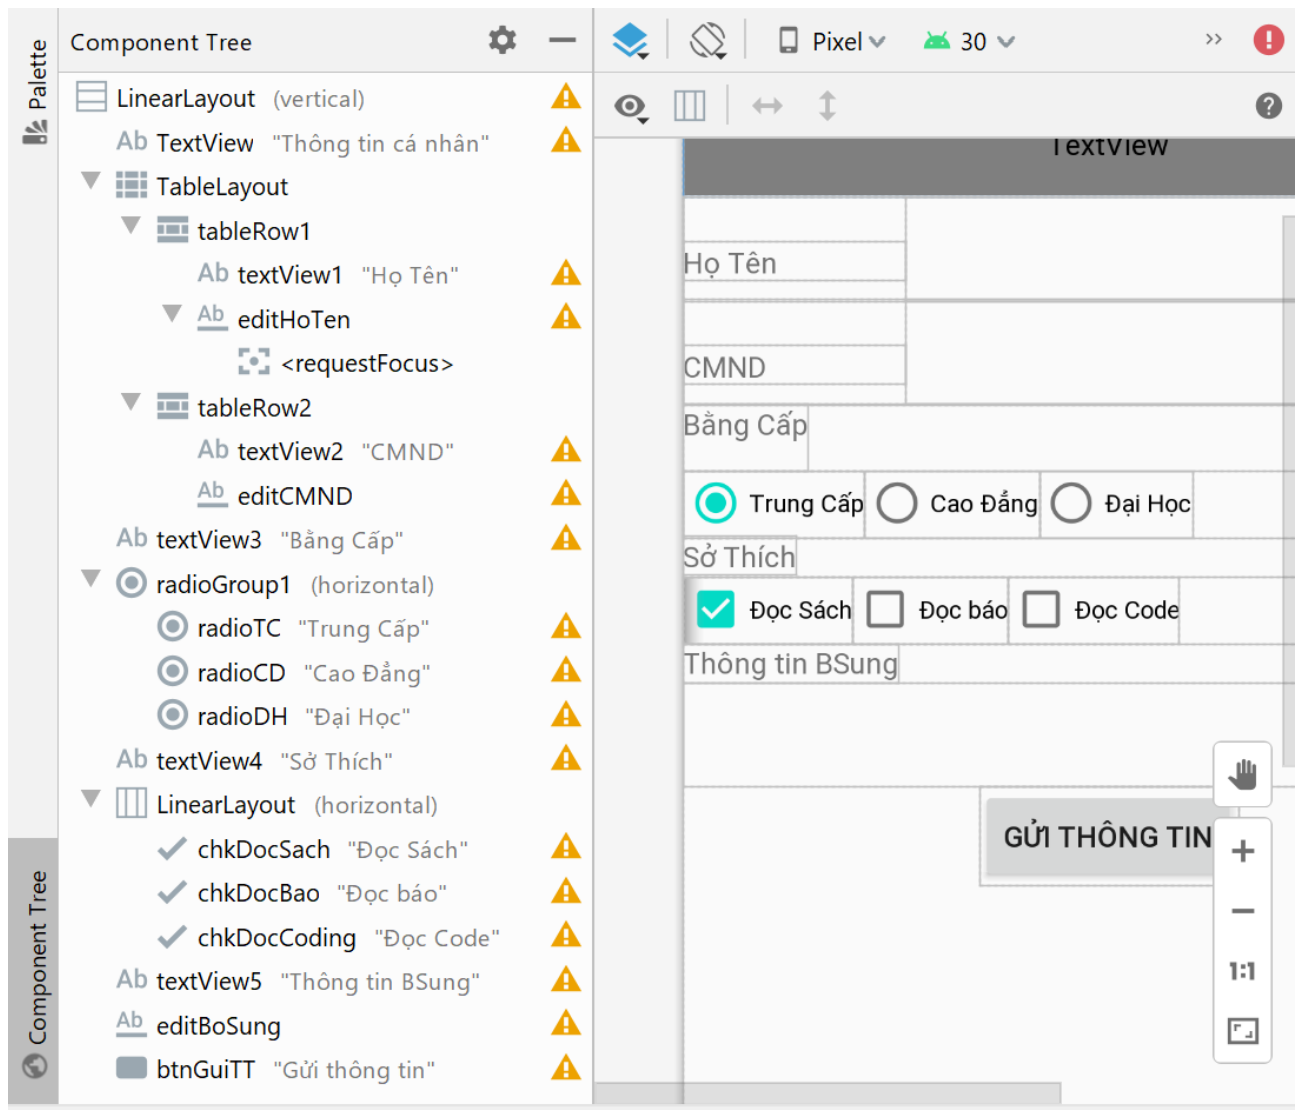 Palette
Component Tree
LinearLayout (vertical)
Ab TextView "Thông tin cá nhân"
TableLayout
tableRow1
Ab textView1 "Họ Tên"
Ab editHoTen
<requestFocus>
tableRow2
Ab textView2 "CMND"
Ab editCMND
Ab textView3 "Bằng Cấp"
radioGroup1 (horizontal)
radioTC "Trung Cấp"
radioCD "Cao Đẳng"
radioDH "Đại Học"
Ab textView4 "Sở Thích"
LinearLayout (horizontal)
chkDocSach "Đọc Sách"
chkDocBao "Đọc báo"
chkDocCoding "Đọc Code"
Ab textView5 "Thông tin BSung"
Ab editBoSung
btnGuiTT "Gửi thông tin"
Component Tree
Pixel 30
TextView
Họ Tên
CMND
Bằng Cấp
Trung Cấp Cao Đẳng Đại Học
Sở Thích
Đọc Sách Đọc báo Đọc Code
Thông tin BSung
GỬI THÔNG TIN
1:1